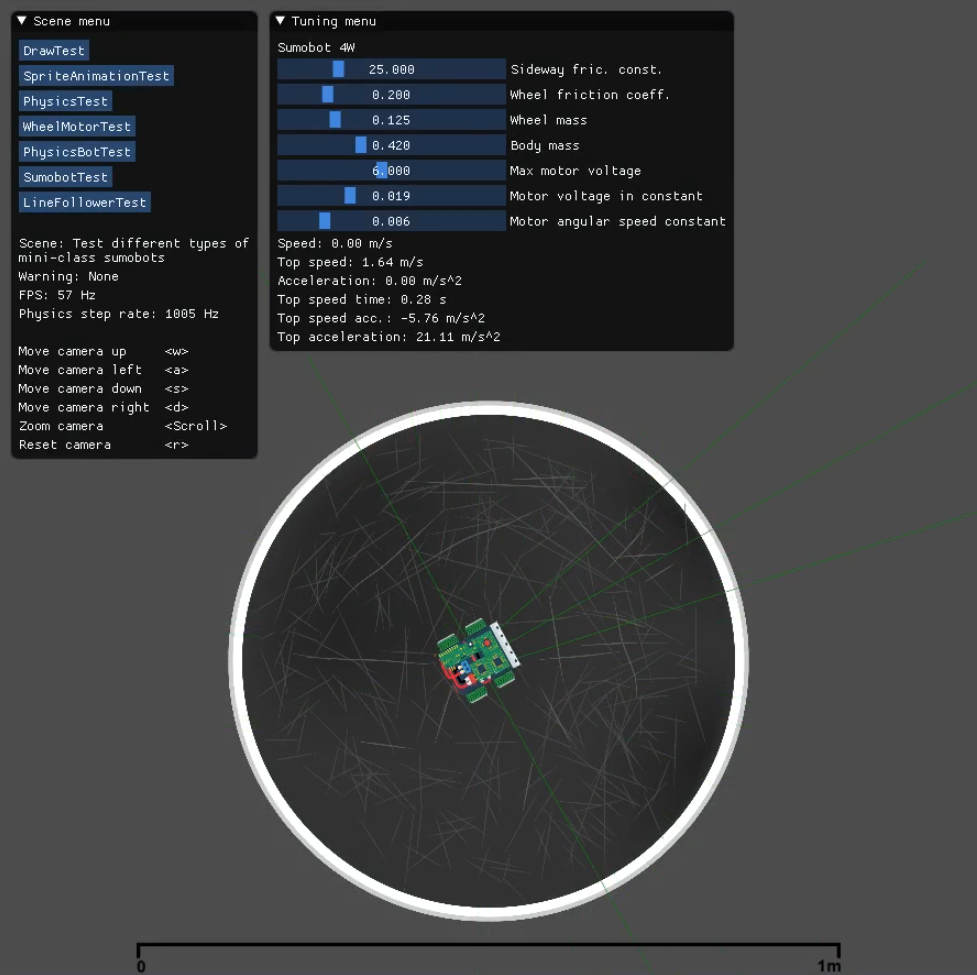 Scene menu
DrawTest
SpriteAnimationTest
PhysicsTest
WheelMotorTest
PhysicsBotTest
SumobotTest
LineFollowerTest
Scene: Test different types of
mini-class sumobots
Warning: None
FPS: 57 Hz
Physics step rate: 1005 Hz
Move camera up <w>
Move camera left <a>
Move camera down <s>
Move camera right <d>
Zoom camera <Scroll>
Reset camera <r>
Tuning menu
Sumobot 4W
25.000 Sideway fric. const.
0.200 Wheel friction coeff.
0.125 Wheel mass
0.420 Body mass
6.000 Max motor voltage
0.019 Motor voltage in constant
0.006 Motor angular speed constant
Speed: 0.00 m/s
Top speed: 1.64 m/s
Acceleration: 0.00 m/s^2
Top speed time: 0.28 s
Top speed acc.: -5.76 m/s^2
Top acceleration: 21.11 m/s^2
0 1m